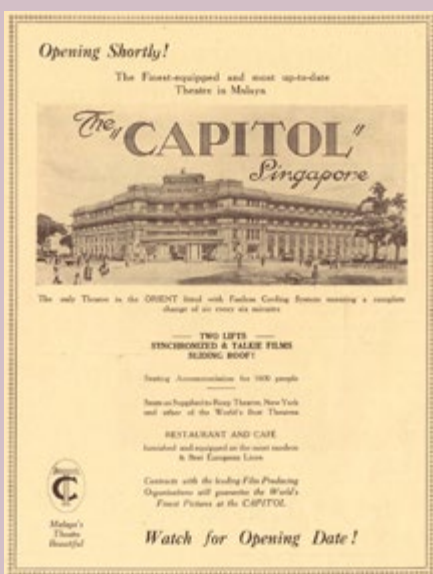 Opening Shortly!
The Finest-equipped and most up-to-date
Theatre in Malaya
The "CAPITOL"
Singapore
The only Theatre in the ORIENT fitted with Cooling System a complete
change of air every six minutes
TWO LIFTS
SYNCHRONIZED & TALKIE FILMS
SLIDING ROOF!
Seating Accommodation for people
Seats as Supplied to Roxy Theatre, New York
and other of the World's Best Theatres
RESTAURANT AND CAFE
furnished and equipped on the most modern
& Best European Lines
Contracts with the leading Film Producing
Organisations will guarantee the World's
Finest Pictures at the CAPITOL
Malaya's
Theatre
Beautiful
Watch for Opening Date!